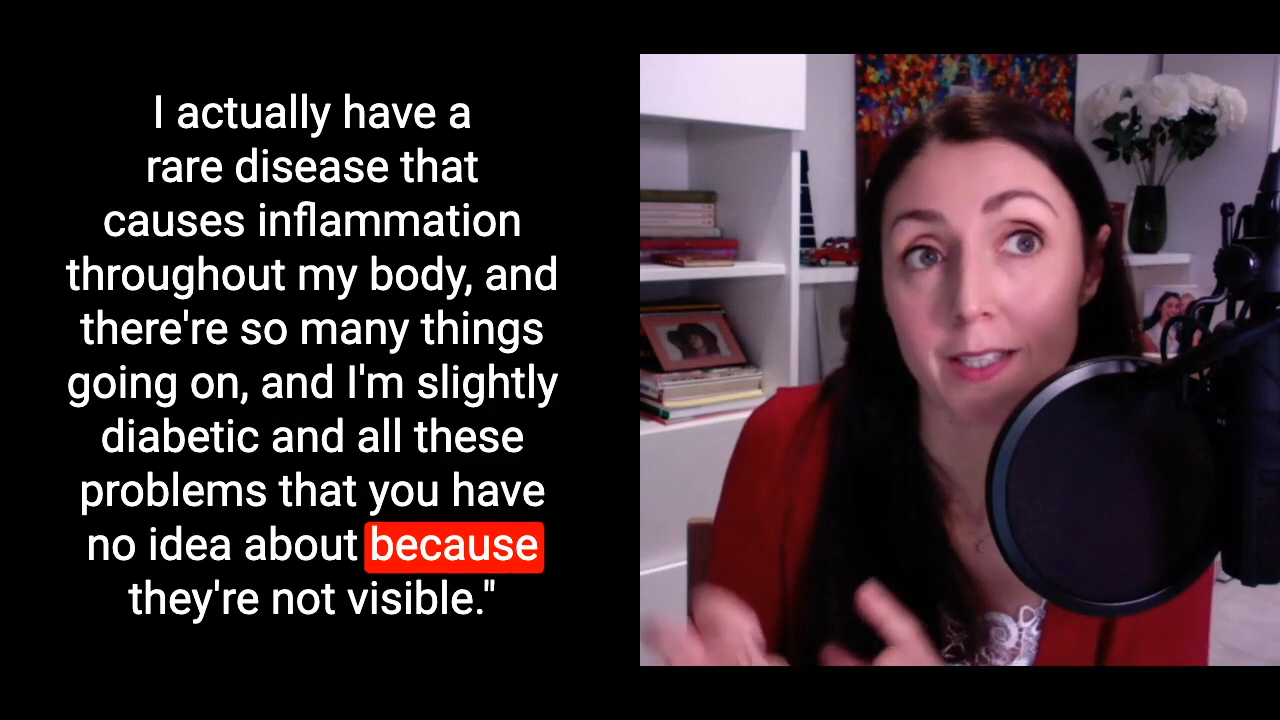 I actually have a
rare disease that
causes inflammation
throughout my body, and
there're so many things
going on, and I'm slightly
diabetic and all these
problems that you have
no idea about because
they're not visible."